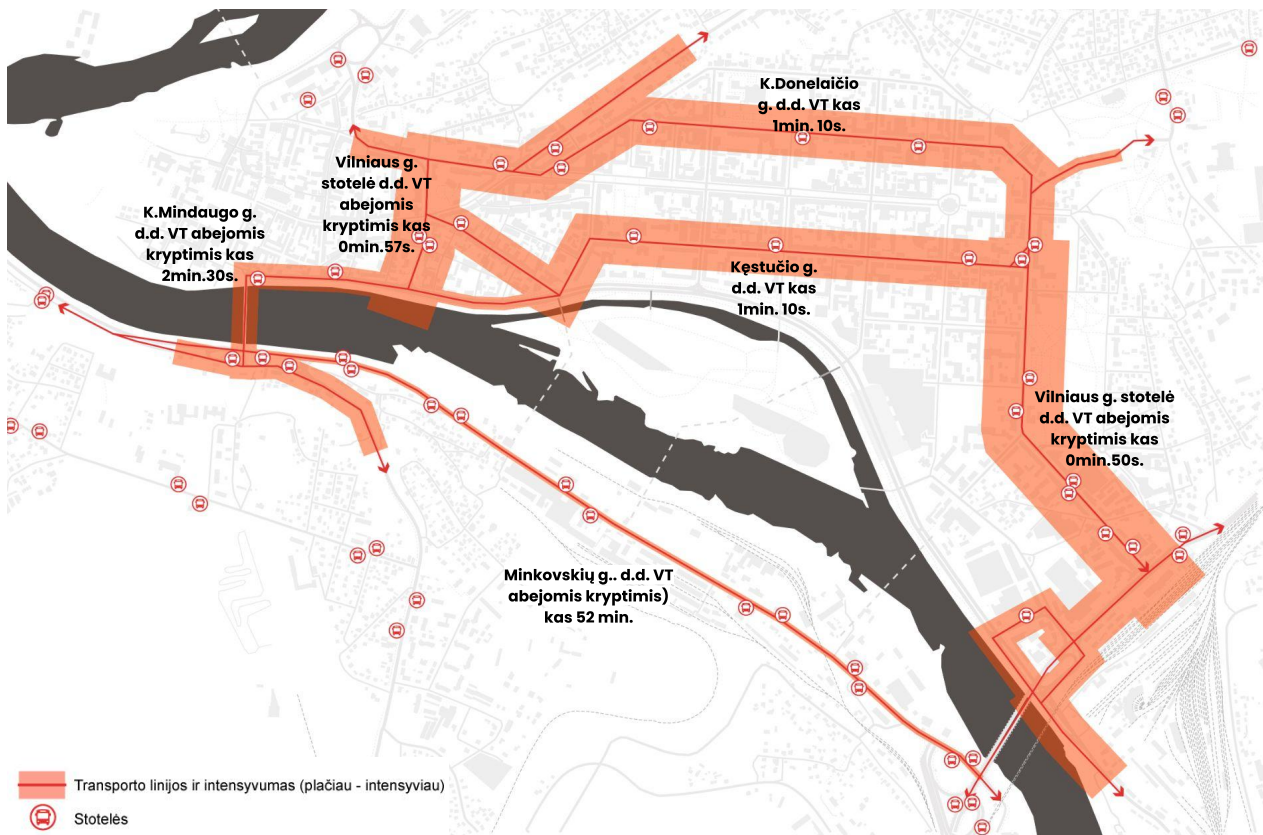 K.Donelaičio
g. d.d. VT kas
1min. 10s.
Vilniaus g.
stotelė d.d. VT
abejomis
kryptimis kas
0min.57s.
K.Mindaugo g.
d.d. VT abejomis
kryptimis kas
2min.30s.
Kęstučio g.
d.d. VT kas
1min. 10s.
Vilniaus g. stotelė
d.d. VT abejomis
kryptimis kas
0min.50s.
Minkovskių g.. d.d. VT
abejomis kryptimis)
kas 52 min.
Transporto linijos ir intensyvumas (plačiau - intensyviau)
Stotelės